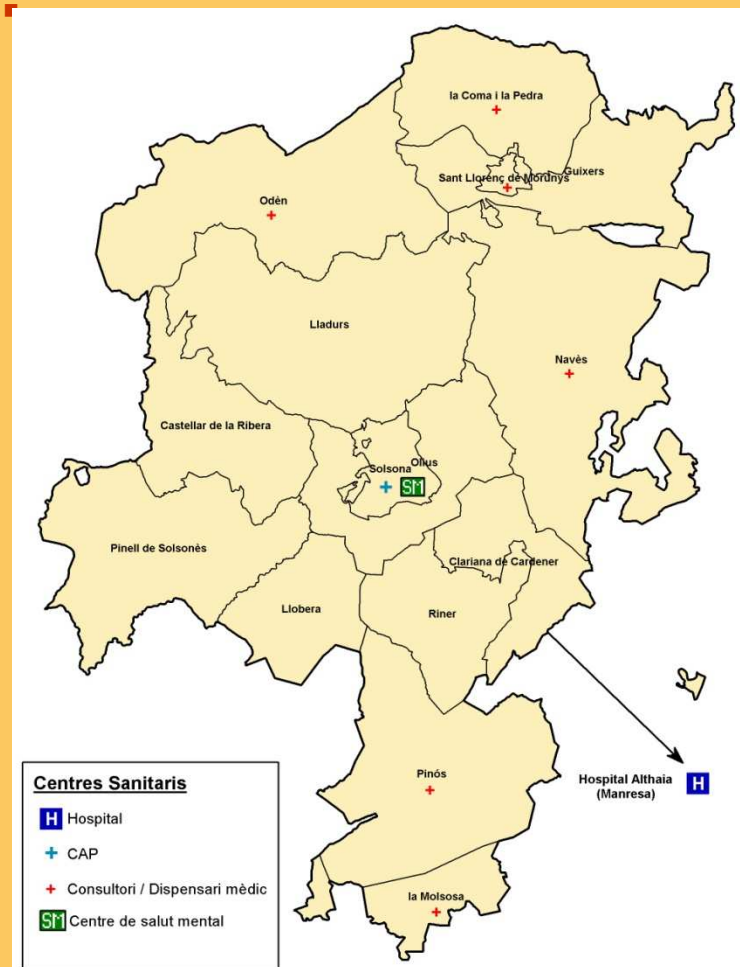 la Coma i la Pedra
Guixers
Sant Llorenç de Morunys
Odén
Lladurs
Navès
Castellar de la Ribera
Olius
Solsona
SM
Pinell de Solsonès
Clariana de Cardener
Llobera
Riner
Pinós
Hospital Althaia
(Manresa)
H
la Molsosa
Centres Sanitaris
H Hospital
CAP
Consultori / Dispensari mèdic
SM Centre de salut mental